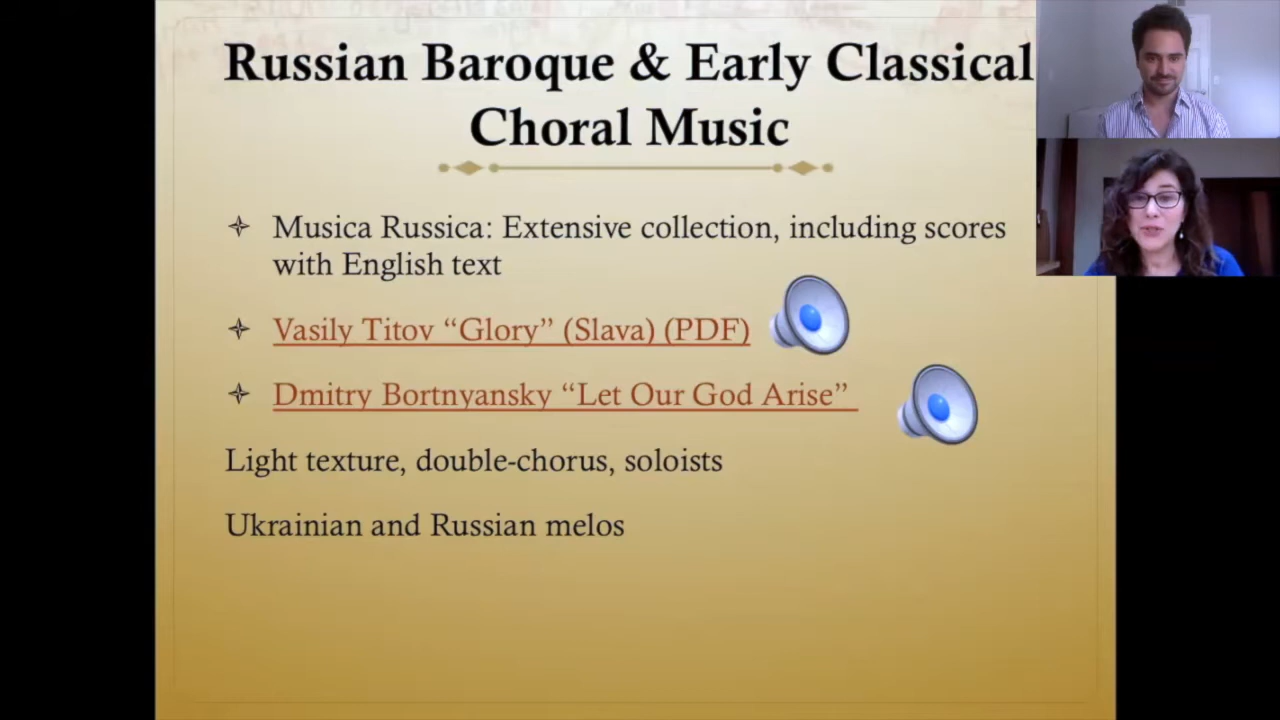 Russian Baroque & Early Classical
Choral Music
Musica Russica: Extensive collection, including scores
with English text
Vasily Titov “Glory” (Slava) (PDF)
Dmitry Bortnyansky “Let Our God Arise”
Light texture, double-chorus, soloists
Ukrainian and Russian melos